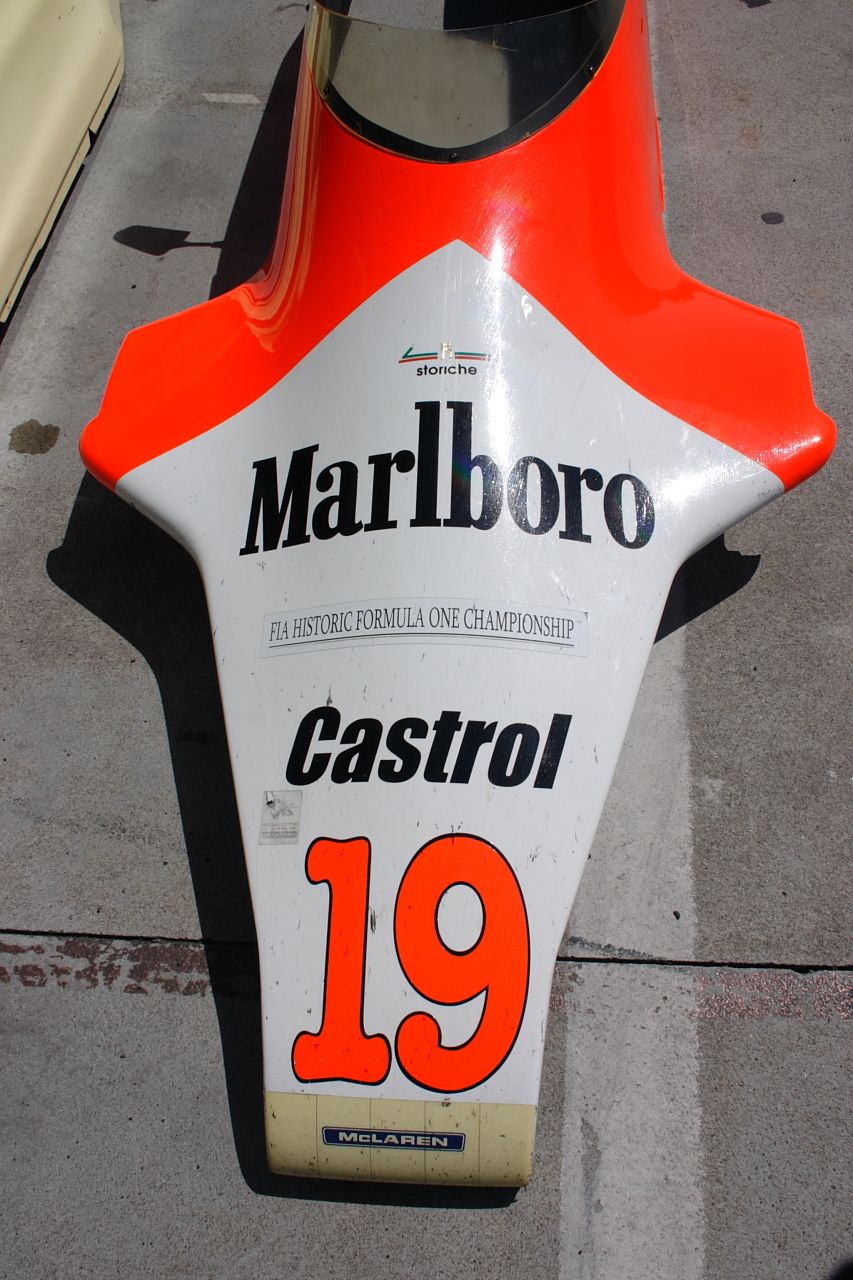 storiche
Marlboro
FIA HISTORIC FORMULA ONE CHAMPIONSHIP
Castrol
19
McLAREN